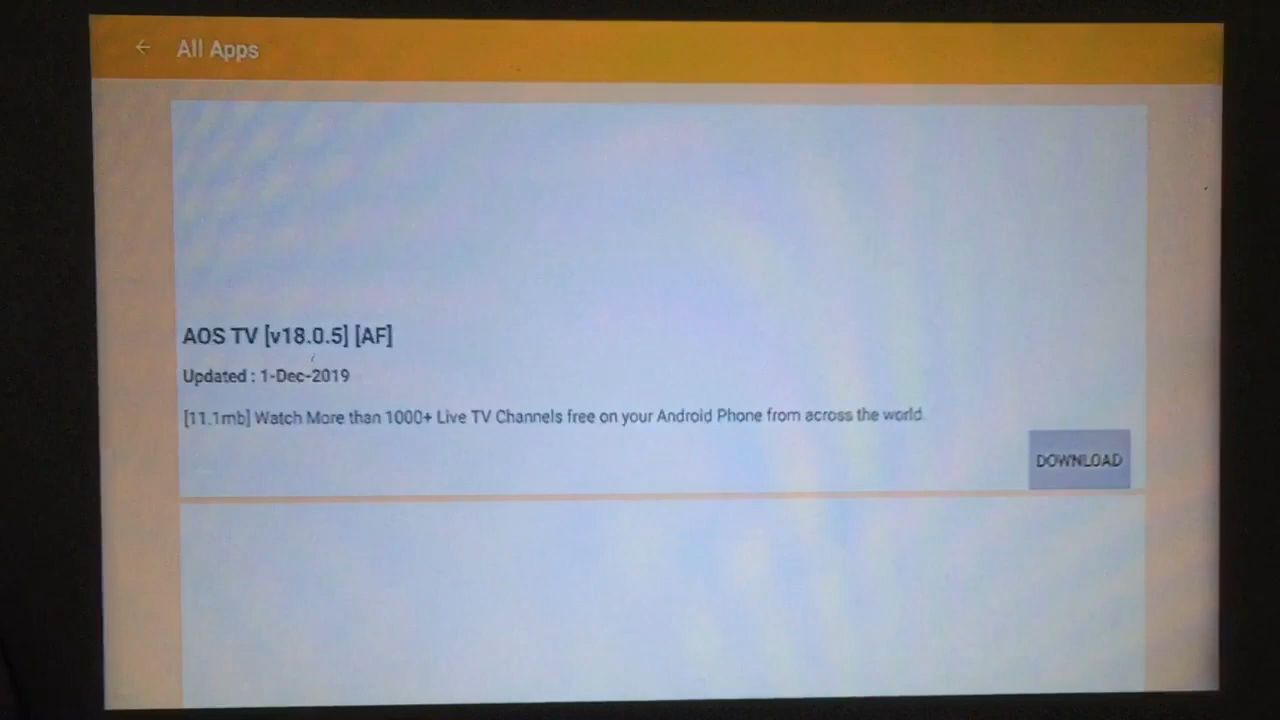 All Apps
AOS TV [v18.0.5] [AF]
Updated : 1-Dec-2019
[11.1mb] Watch More than 1000+ Live TV Channels free on your Android Phone from across the world.
DOWNLOAD